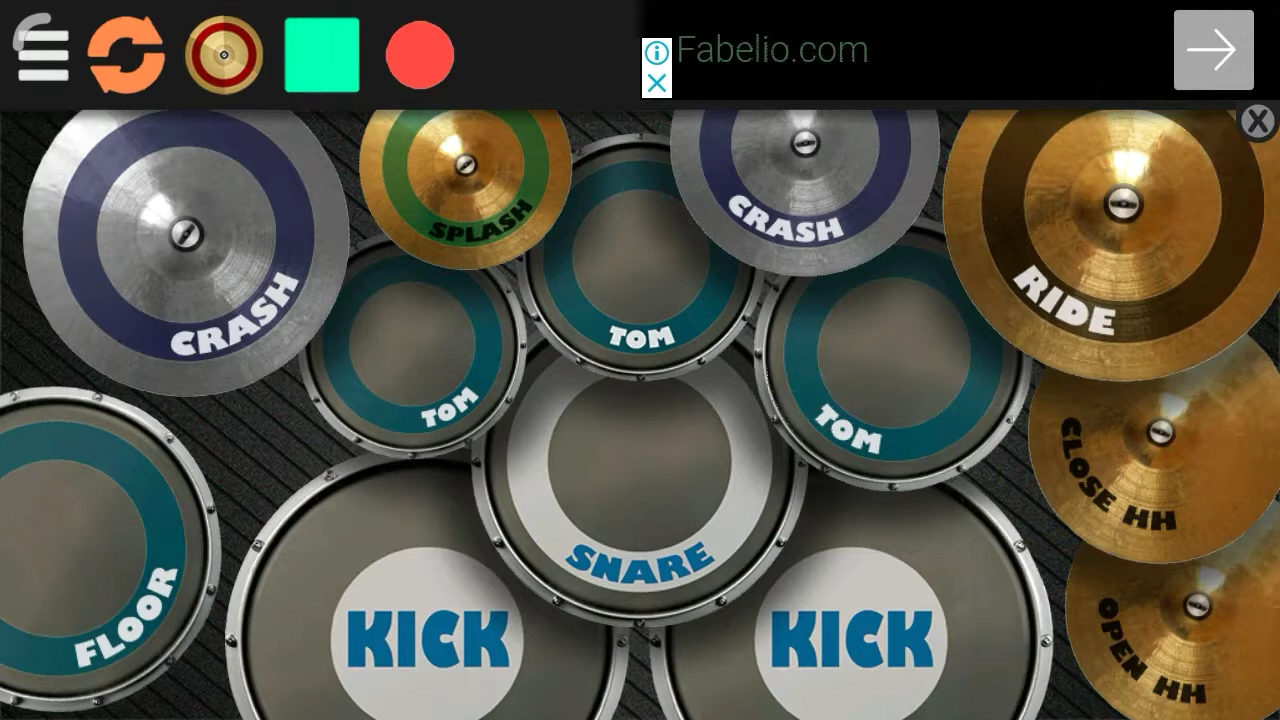 Fabelio.com
CRASH
SPLASH
CRASH
RIDE
TOM
TOM
TOM
CLOSE HH
SNARE
FLOOR
KICK
KICK
OPEN HH